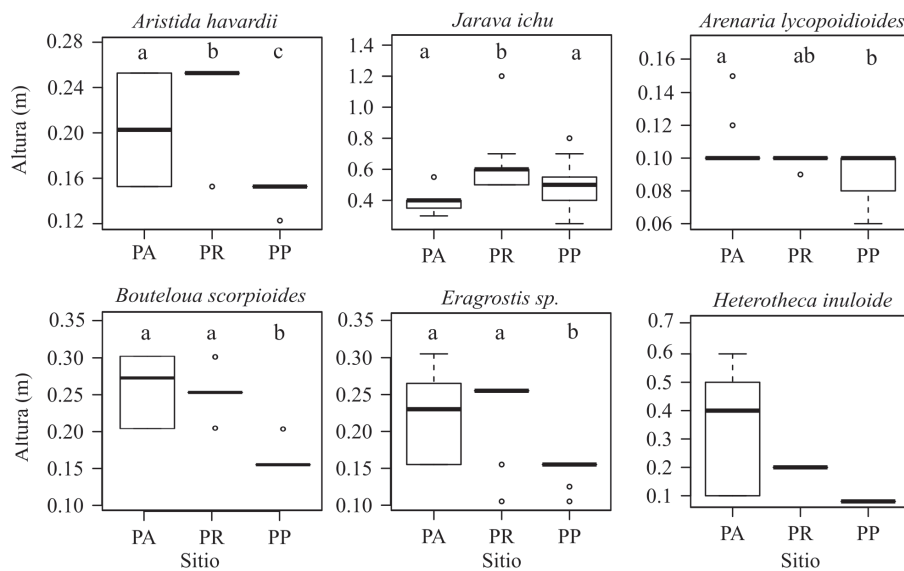 Aristida havardii
Jarava ichu
Arenaria lycopoidioides
Altura (m)
0.28
0.24
0.20
0.16
0.12
a b c
PA PR PP
1.4
1.2
1.0
0.8
0.6
0.4
a b a
PA PR PP
0.16
0.14
0.12
0.10
0.08
0.06
a ab b
PA PR PP
Bouteloua scorpioides
Eragrostis sp.
Heterotheca inuloide
Altura (m)
0.35
0.30
0.25
0.20
0.15
0.10
a a b
PA PR PP
Sitio
0.35
0.30
0.25
0.20
0.15
0.10
a a b
PA PR PP
Sitio
0.7
0.6
0.5
0.4
0.3
0.2
0.1
PA PR PP
Sitio